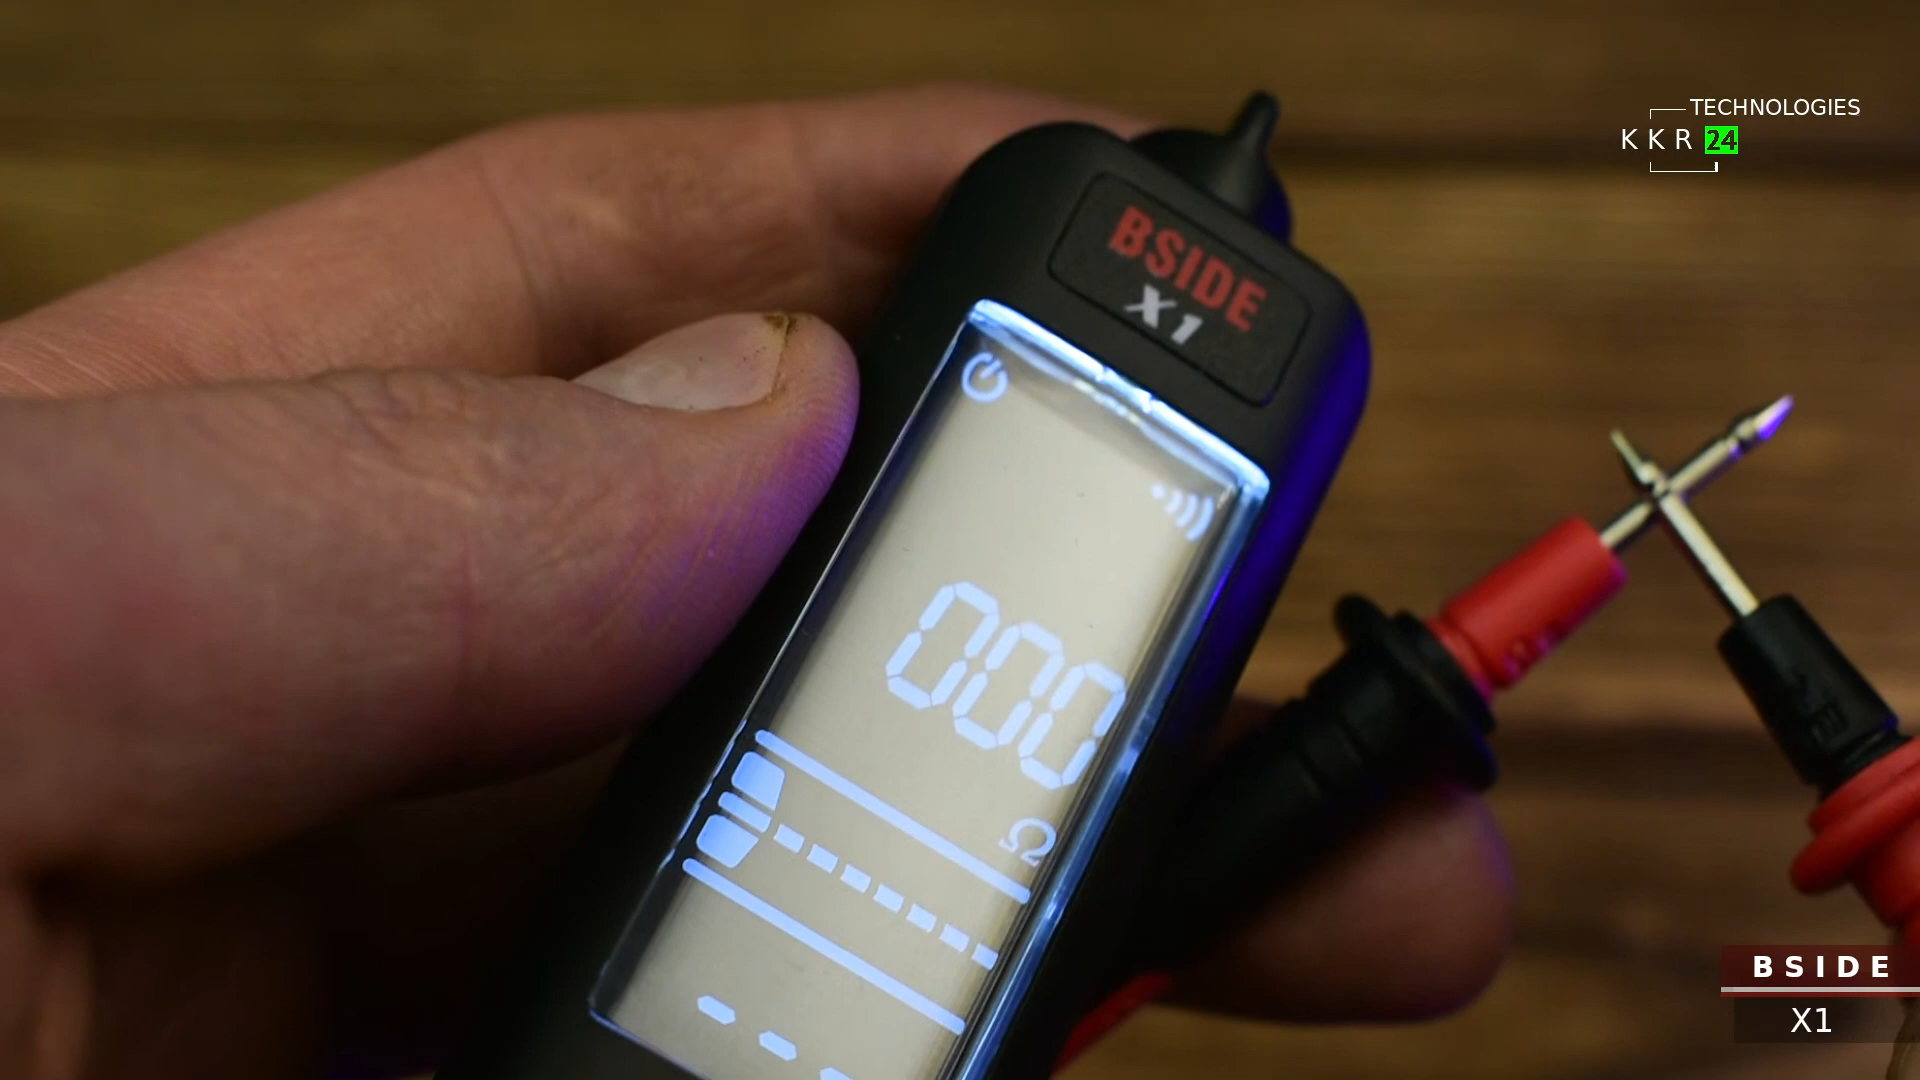 TECHNOLOGIES
KKR 24
BSIDE
X1
000
Ω
BSIDE
X1